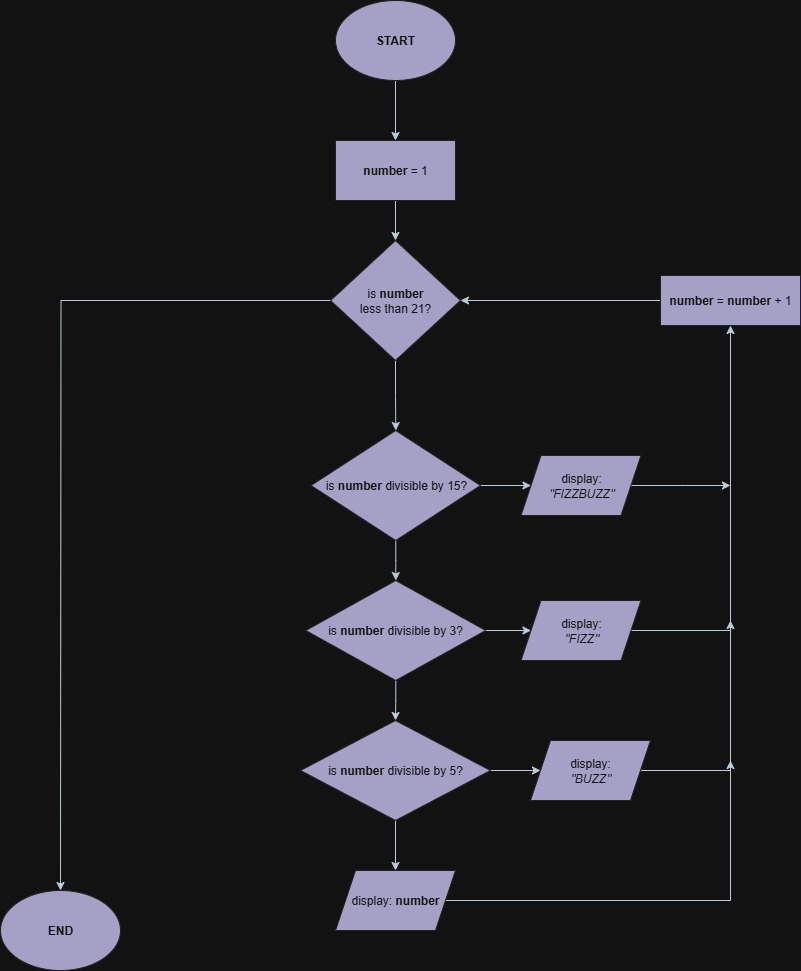 START
number = 1
is number
less than 21?
number = number + 1
is number divisible by 15?
display:
"FIZZBUZZ"
is number divisible by 3?
display:
"FIZZ"
is number divisible by 5?
display:
"BUZZ"
display: number
END